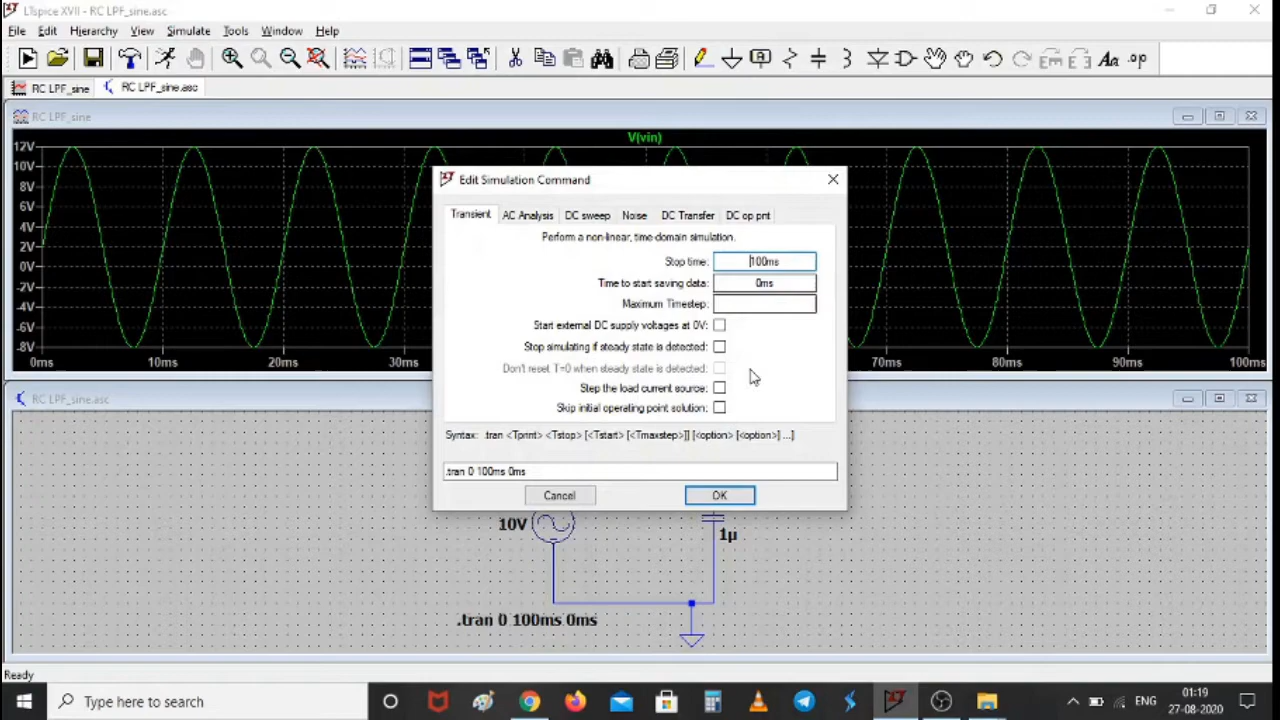 LTspice XVII - RC LPF_sine.asc
File Edit Hierarchy View Simulate Tools Window Help
RC LPF_sine RC LPF_sine.asc
RC LPF_sine
V(vin)
12V
10V
8V
6V
4V
2V
0V
-2V
-4V
-6V
-8V
0ms 10ms 20ms 30ms 70ms 80ms 90ms 100ms
Edit Simulation Command
Transient AC Analysis DC sweep Noise DC Transfer DC op pnt
Perform a non-linear, time-domain simulation.
Stop time: 100ms
Time to start saving data: 0ms
Maximum Timestep:
Start external DC supply voltages at 0V:
Stop simulating if steady state is detected:
Don't reset T=0 when steady state is detected:
Step the load current source:
Skip initial operating point solution:
Syntax: .tran <Tprint> <Tstop> [<Tstart> [<Tmaxstep>]] [<option> [<option>] ...]
.tran 0 100ms 0ms
Cancel OK
RC LPF_sine.asc
10V
1µ
.tran 0 100ms 0ms
Ready
Type here to search
ENG
01:19
27-08-2020